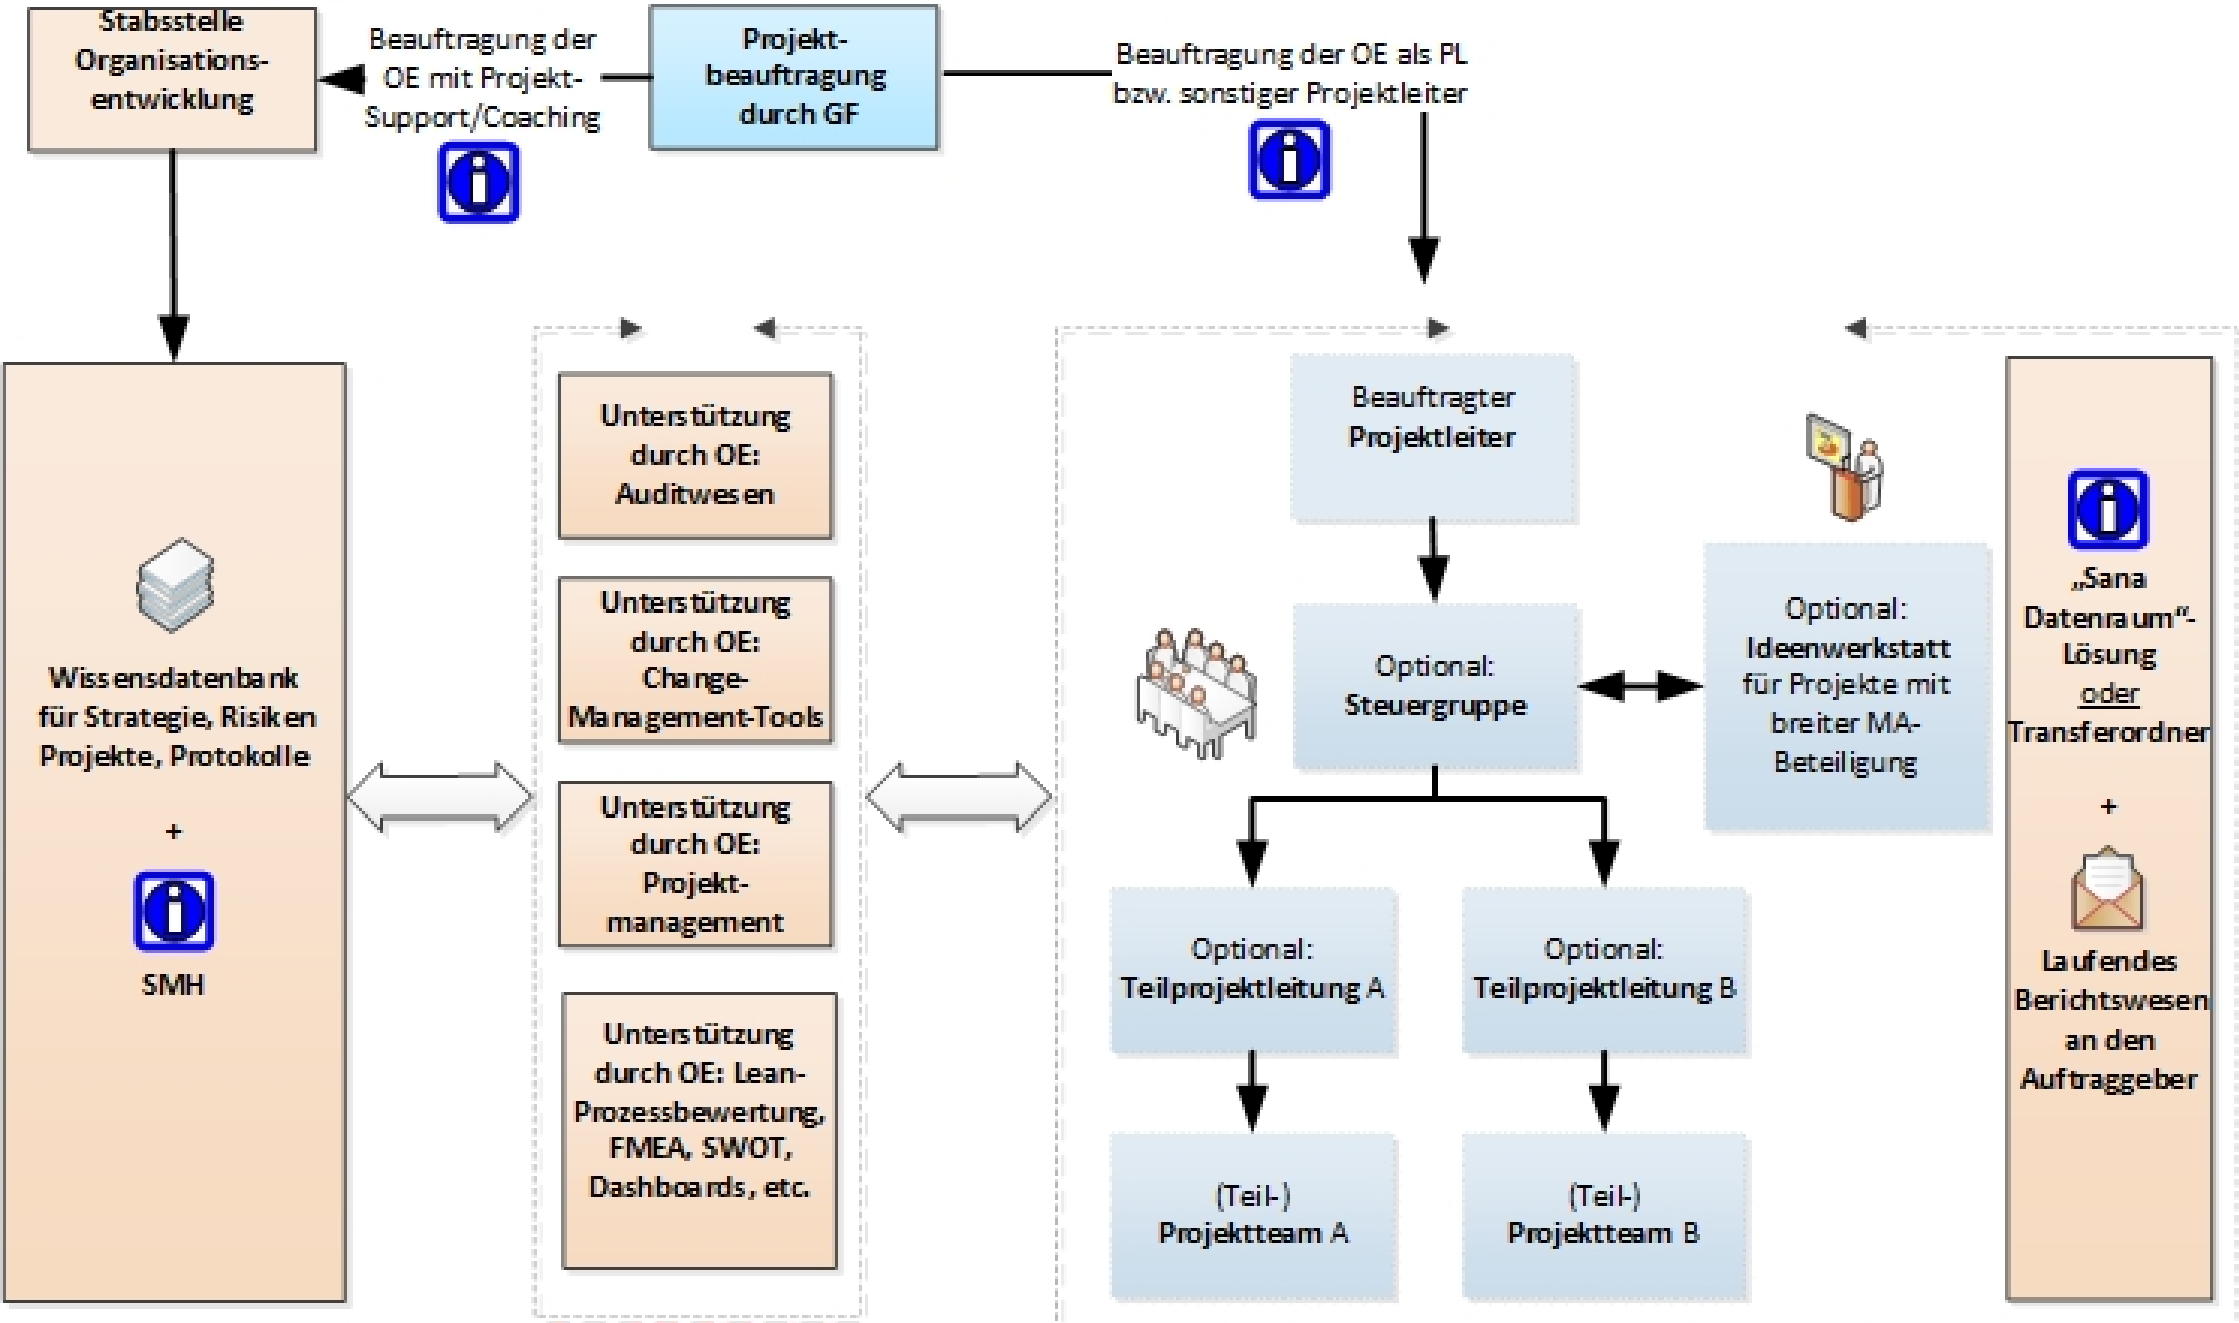 Stabsstelle
Organisations-
entwicklung
Beauftragung der
OE mit Projekt-
Support/Coaching
Projekt-
beauftragung
durch GF
Beauftragung der OE als PL
bzw. sonstiger Projektleiter
Wissensdatenbank
für Strategie, Risiken
Projekte, Protokolle
+
SMH
Unterstützung
durch OE:
Auditwesen
Unterstützung
durch OE:
Change-
Management-Tools
Unterstützung
durch OE:
Projekt-
management
Unterstützung
durch OE: Lean-
Prozessbewertung,
FMEA, SWOT,
Dashboards, etc.
Beauftragter
Projektleiter
Optional:
Steuergruppe
Optional:
Ideenwerkstatt
für Projekte mit
breiter MA-
Beteiligung
Optional:
Teilprojektleitung A
Optional:
Teilprojektleitung B
(Teil-)
Projektteam A
(Teil-)
Projektteam B
„Sana
Datenraum“-
Lösung
oder
Transferordner
+
Laufendes
Berichtswesen
an den
Auftraggeber